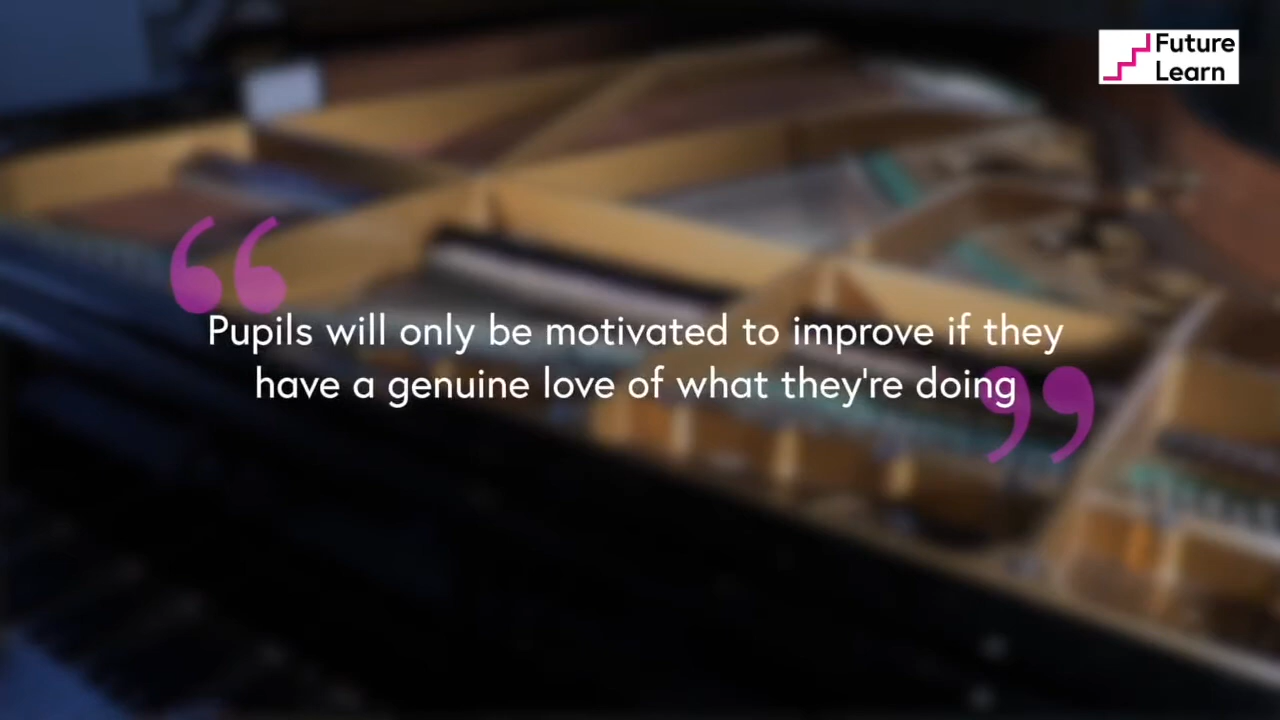 Future
Learn
“Pupils will only be motivated to improve if they
have a genuine love of what they're doing”